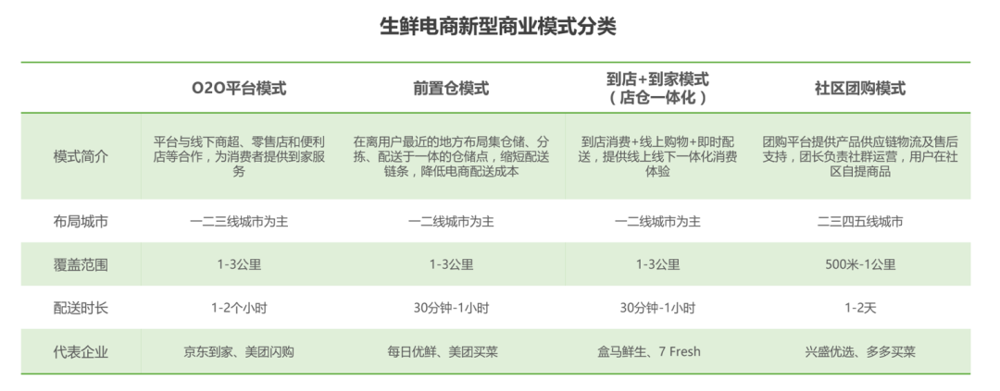 生鲜电商新型商业模式分类
O2O平台模式
前置仓模式
到店+到家模式
（店仓一体化）
社区团购模式
模式简介
平台与线下商超、零售店和便利
店等合作，为消费者提供到家服
务
在离用户最近的地方布局集仓储、分
拣、配送于一体的仓储点，缩短配送
链条，降低电商配送成本
到店消费+线上购物+即时配
送，提供线上线下一体化消费
体验
团购平台提供产品供应链物流及售后
支持，团长负责社群运营，用户在社
区自提商品
布局城市
一二三线城市为主
一二线城市为主
一二线城市为主
二三四五线城市
覆盖范围
1-3公里
1-3公里
1-3公里
500米-1公里
配送时长
1-2个小时
30分钟-1小时
30分钟-1小时
1-2天
代表企业
京东到家、美团闪购
每日优鲜、美团买菜
盒马鲜生、7 Fresh
兴盛优选、多多买菜